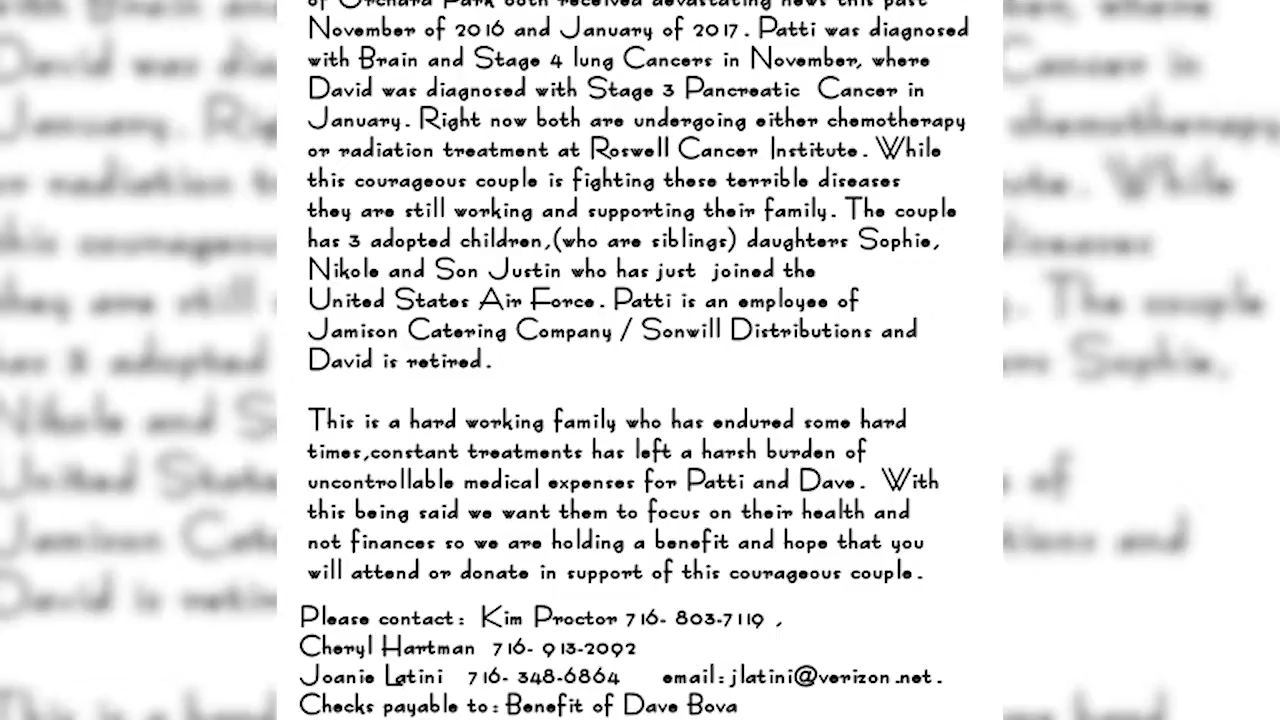 of Orchard Park both received devastating news this past
November of 2016 and January of 2017. Patti was diagnosed
with Brain and Stage 4 lung Cancers in November, where
David was diagnosed with Stage 3 Pancreatic Cancer in
January. Right now both are undergoing either chemotherapy
or radiation treatment at Roswell Cancer Institute. While
this courageous couple is fighting these terrible diseases
they are still working and supporting their family. The couple
has 3 adopted children,(who are siblings) daughters Sophie,
Nikole and Son Justin who has just joined the
United States Air Force. Patti is an employee of
Jamison Catering Company / Sonwill Distributions and
David is retired.
This is a hard working family who has endured some hard
times,constant treatments has left a harsh burden of
uncontrollable medical expenses for Patti and Dave. With
this being said we want them to focus on their health and
not finances so we are holding a benefit and hope that you
will attend or donate in support of this courageous couple.
Please contact: Kim Proctor 716- 803-7119 ,
Cheryl Hartman 716- 913-2092
Joanie Latini 716- 348-6864 email:jlatini@verizon.net.
Checks payable to: Benefit of Dave Bova